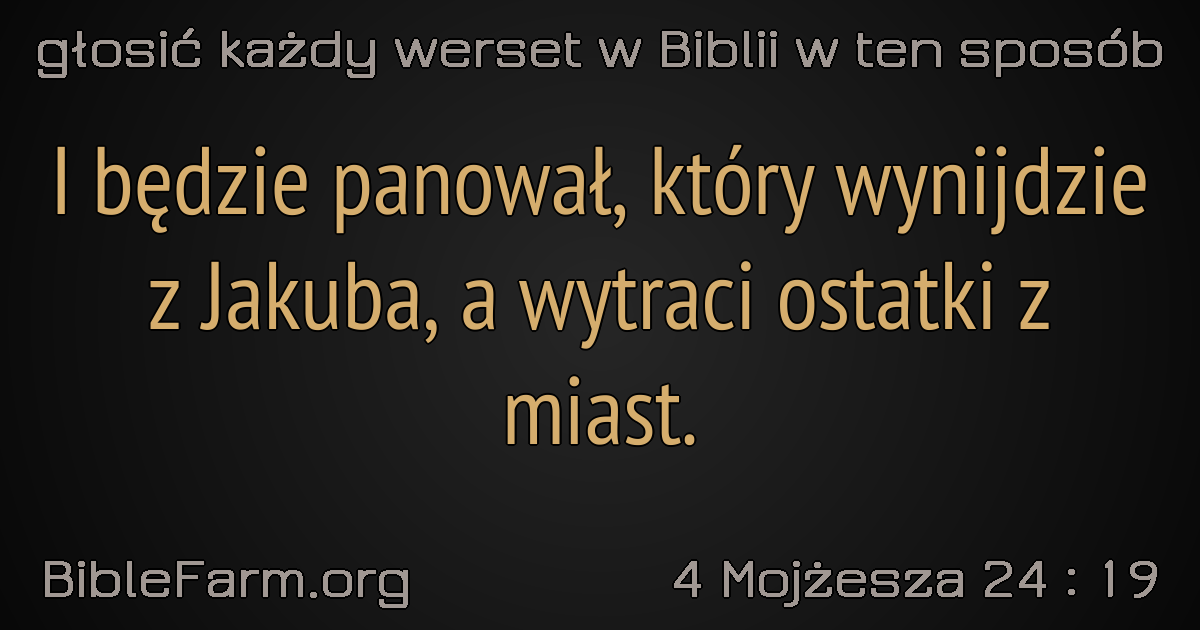 głosić każdy werset w Biblii w ten sposób
I będzie panował, który wynijdzie
z Jakuba, a wytraci ostatki z
miast.
BibleFarm.org
4 Mojżesza 24 : 19